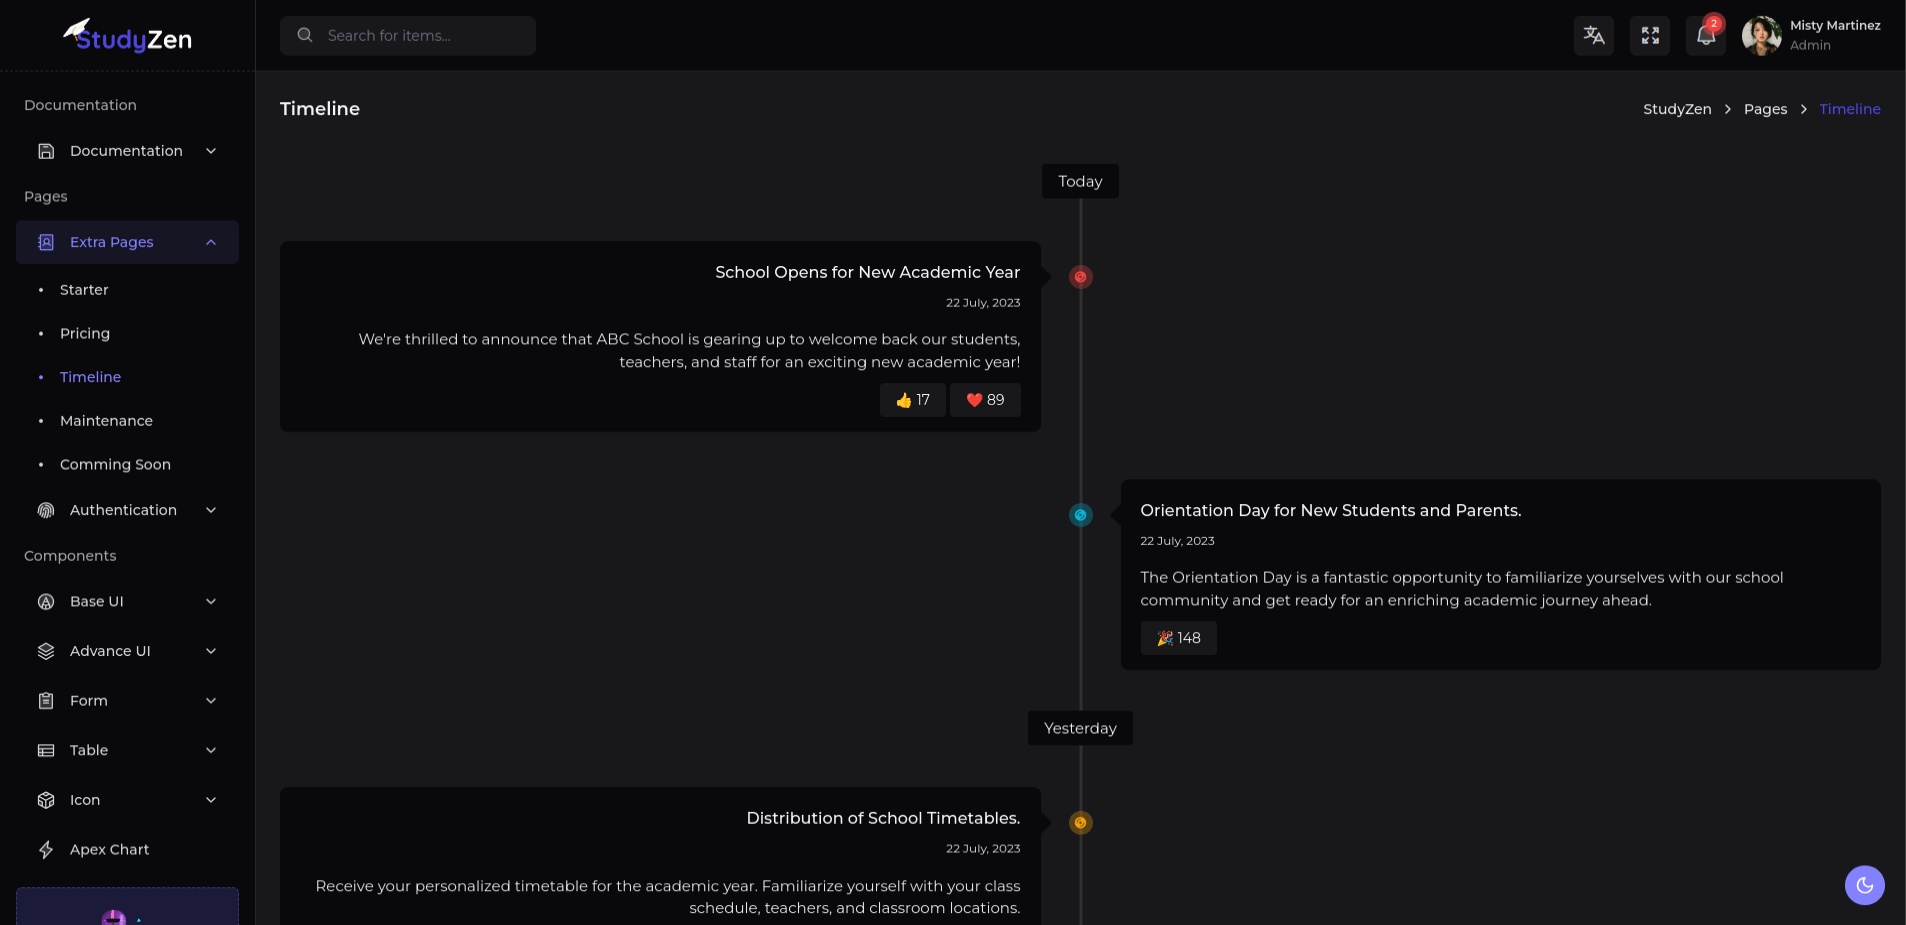 StudyZen
Search for items...
2
Misty Martinez
Admin
Documentation
Documentation
Pages
Extra Pages
Starter
Pricing
Timeline
Maintenance
Comming Soon
Authentication
Components
Base UI
Advance UI
Form
Table
Icon
Apex Chart
Timeline
StudyZen
Pages
Timeline
Today
School Opens for New Academic Year
22 July, 2023
We're thrilled to announce that ABC School is gearing up to welcome back our students,
teachers, and staff for an exciting new academic year!
👍 17
❤️ 89
Orientation Day for New Students and Parents.
22 July, 2023
The Orientation Day is a fantastic opportunity to familiarize yourselves with our school
community and get ready for an enriching academic journey ahead.
🎉 148
Yesterday
Distribution of School Timetables.
22 July, 2023
Receive your personalized timetable for the academic year. Familiarize yourself with your class
schedule, teachers, and classroom locations.